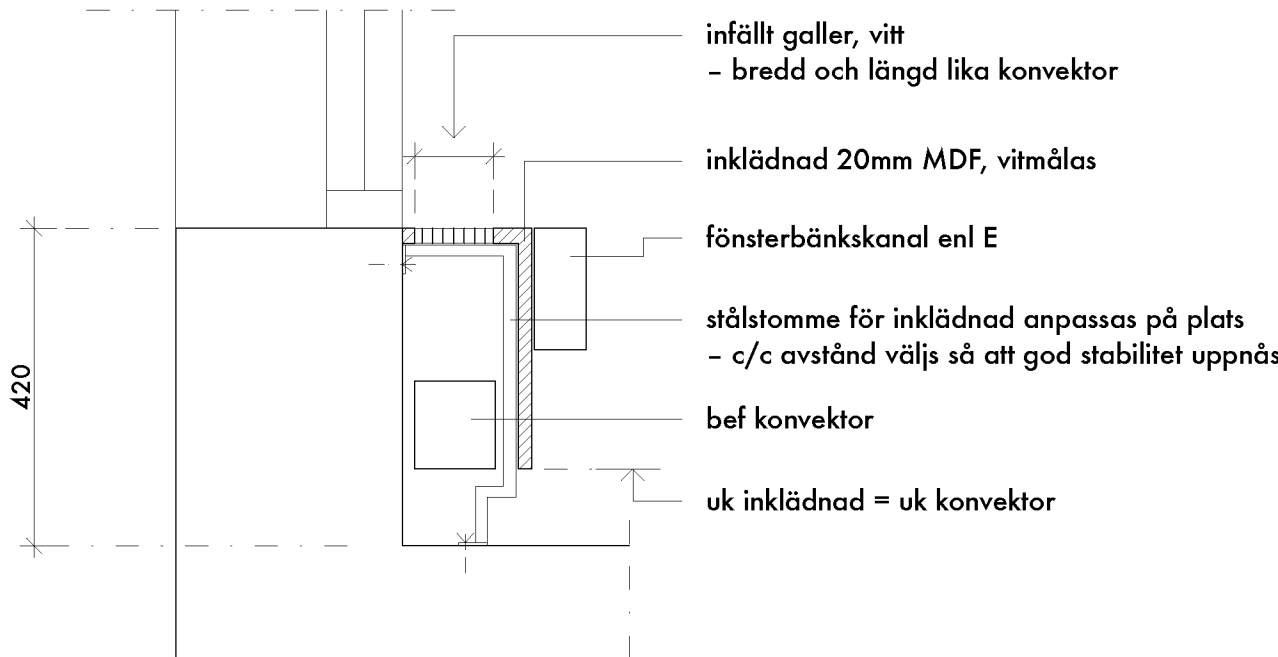 infällt galler, vitt
– bredd och längd lika konvektor
inklädnad 20mm MDF, vitmålas
fönsterbänkskanal enl E
stålstomme för inklädnad anpassas på plats
– c/c avstånd väljs så att god stabilitet uppnås
420
bef konvektor
uk inklädnad = uk konvektor